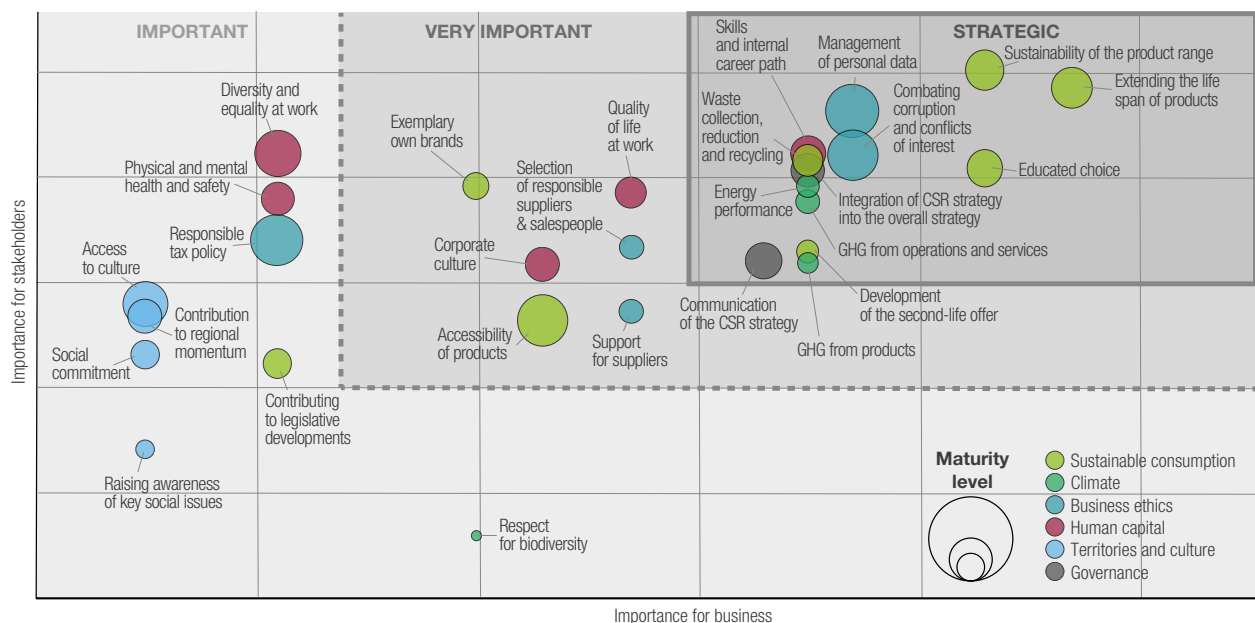 IMPORTANT
VERY IMPORTANT
STRATEGIC
Skills
and internal
career path
Management
of personal data
Sustainability of the product range
Extending the life
span of products
Diversity and
equality at work
Exemplary
own brands
Quality
of life
at work
Waste
collection,
reduction
and recycling
Combating
corruption
and conflicts
of interest
Physical and mental
health and safety
Selection
of responsible
suppliers
& salespeople
Educated choice
Energy
performance
Integration of CSR strategy
into the overall strategy
Responsible
tax policy
Access
to culture
Corporate
culture
GHG from operations and services
Contribution
to regional
momentum
Communication
of the CSR strategy
Development
of the second-life offer
Social
commitment
Accessibility
of products
Support
for suppliers
GHG from products
Contributing
to legislative
developments
Raising awareness
of key social issues
Respect
for biodiversity
Maturity
level
Sustainable consumption
Climate
Business ethics
Human capital
Territories and culture
Governance
Importance for stakeholders
Importance for business